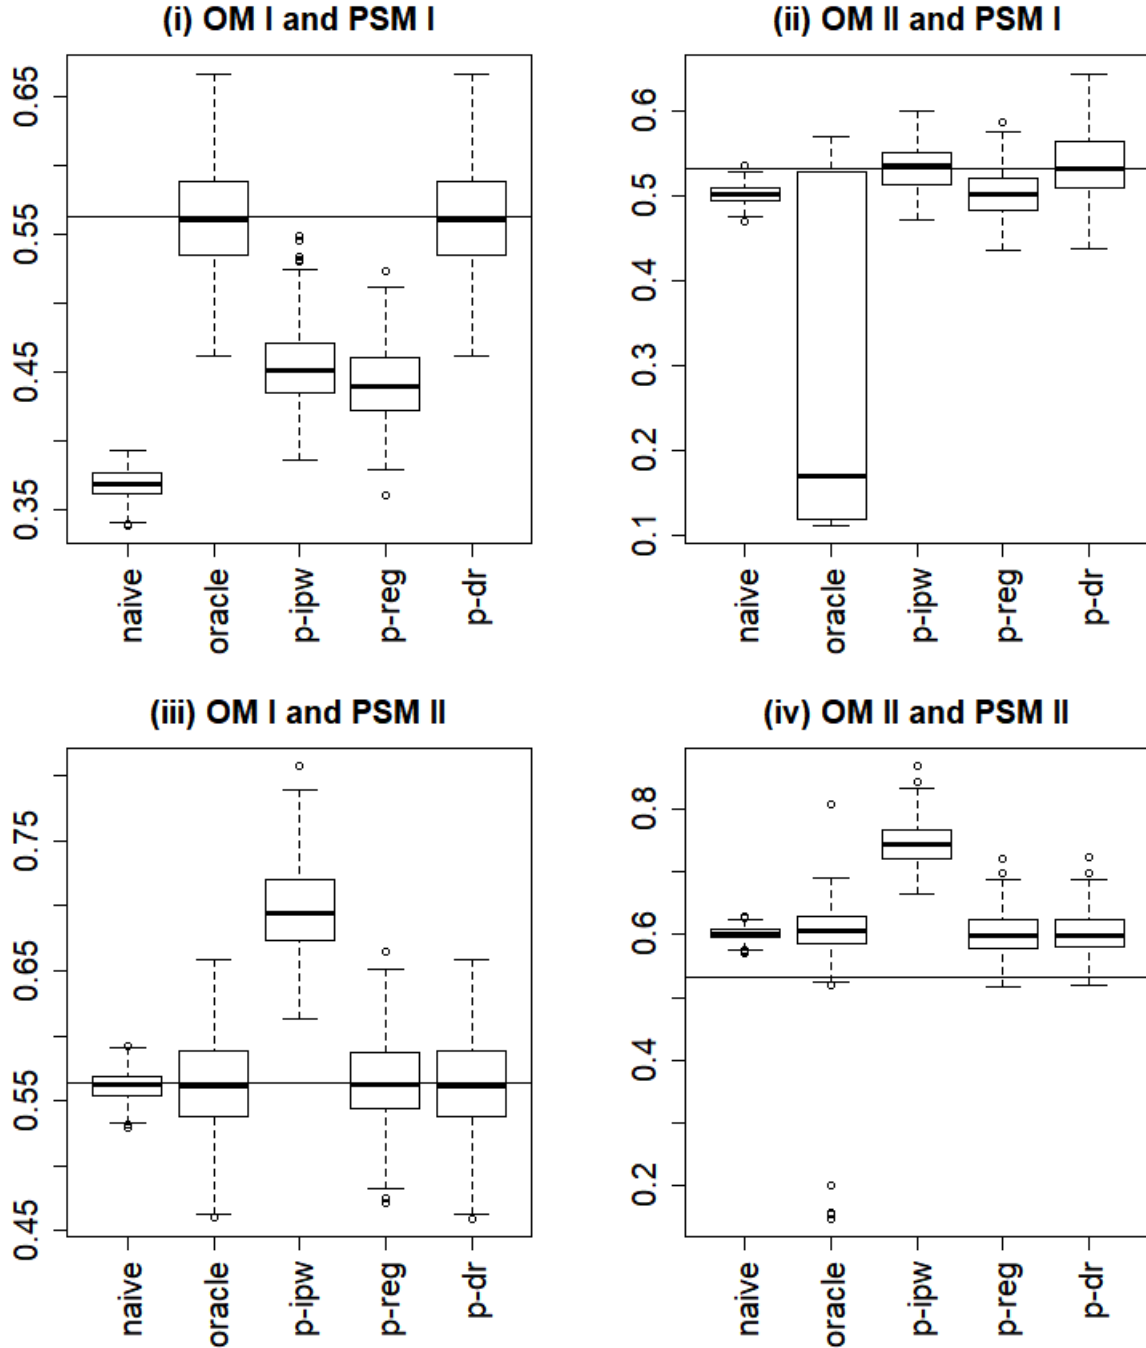 (i) OM I and PSM I
0.65
0.55
0.45
0.35
naive
oracle
p-ipw
p-reg
p-dr
(ii) OM II and PSM I
0.6
0.5
0.4
0.3
0.2
0.1
naive
oracle
p-ipw
p-reg
p-dr
(iii) OM I and PSM II
0.75
0.65
0.55
0.45
naive
oracle
p-ipw
p-reg
p-dr
(iv) OM II and PSM II
0.8
0.6
0.4
0.2
naive
oracle
p-ipw
p-reg
p-dr